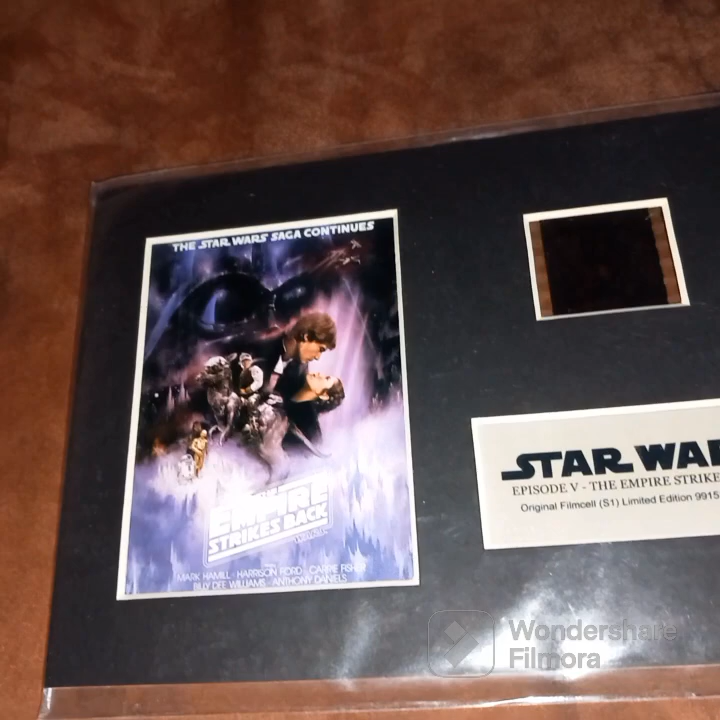 THE STAR WARS SAGA CONTINUES
THE
EMPIRE
STRIKES BACK
MARK HAMILL · HARRISON FORD · CARRIE FISHER
BILLY DEE WILLIAMS · ANTHONY DANIELS
STAR WAR
EPISODE V - THE EMPIRE STRIKE
Original Filmcell (S1) Limited Edition 9915
Wondershare
Filmora